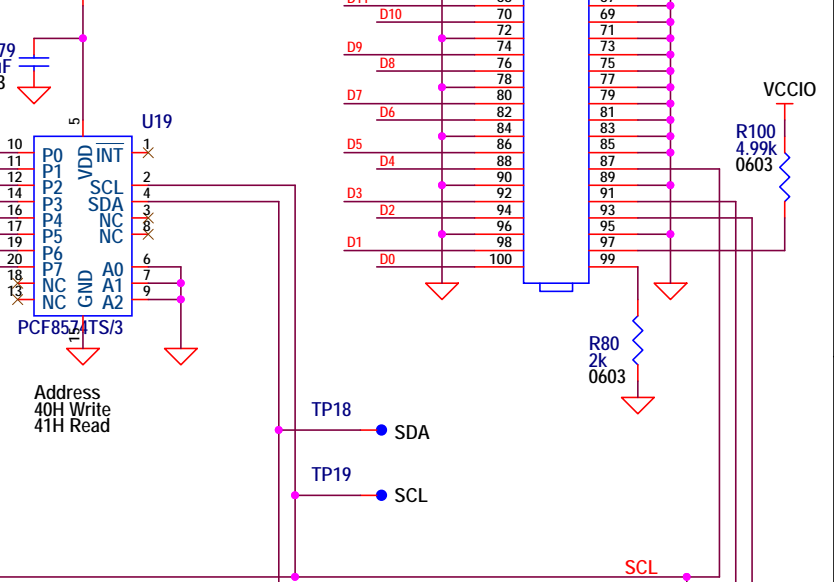 D10
70
69
72
71
D9
74
73
D8
76
75
78
77
D7
80
79
D6
82
81
84
83
D5
86
85
D4
88
87
90
89
D3
92
91
D2
94
93
96
95
D1
98
97
D0
100
99
79
VCCIO
R100
4.99k
0603
U19
5
10 P0
11 P1
12 P2
14 P3
16 P4
17 P5
19 P6
20 P7
18 NC
13 NC
VDD
GND
INT 1
SCL 2
SDA 4
NC 3
NC 8
A0 6
A1 7
A2 9
15
PCF8574TS/3
Address
40H Write
41H Read
R80
2k
0603
TP18
SDA
TP19
SCL
SCL